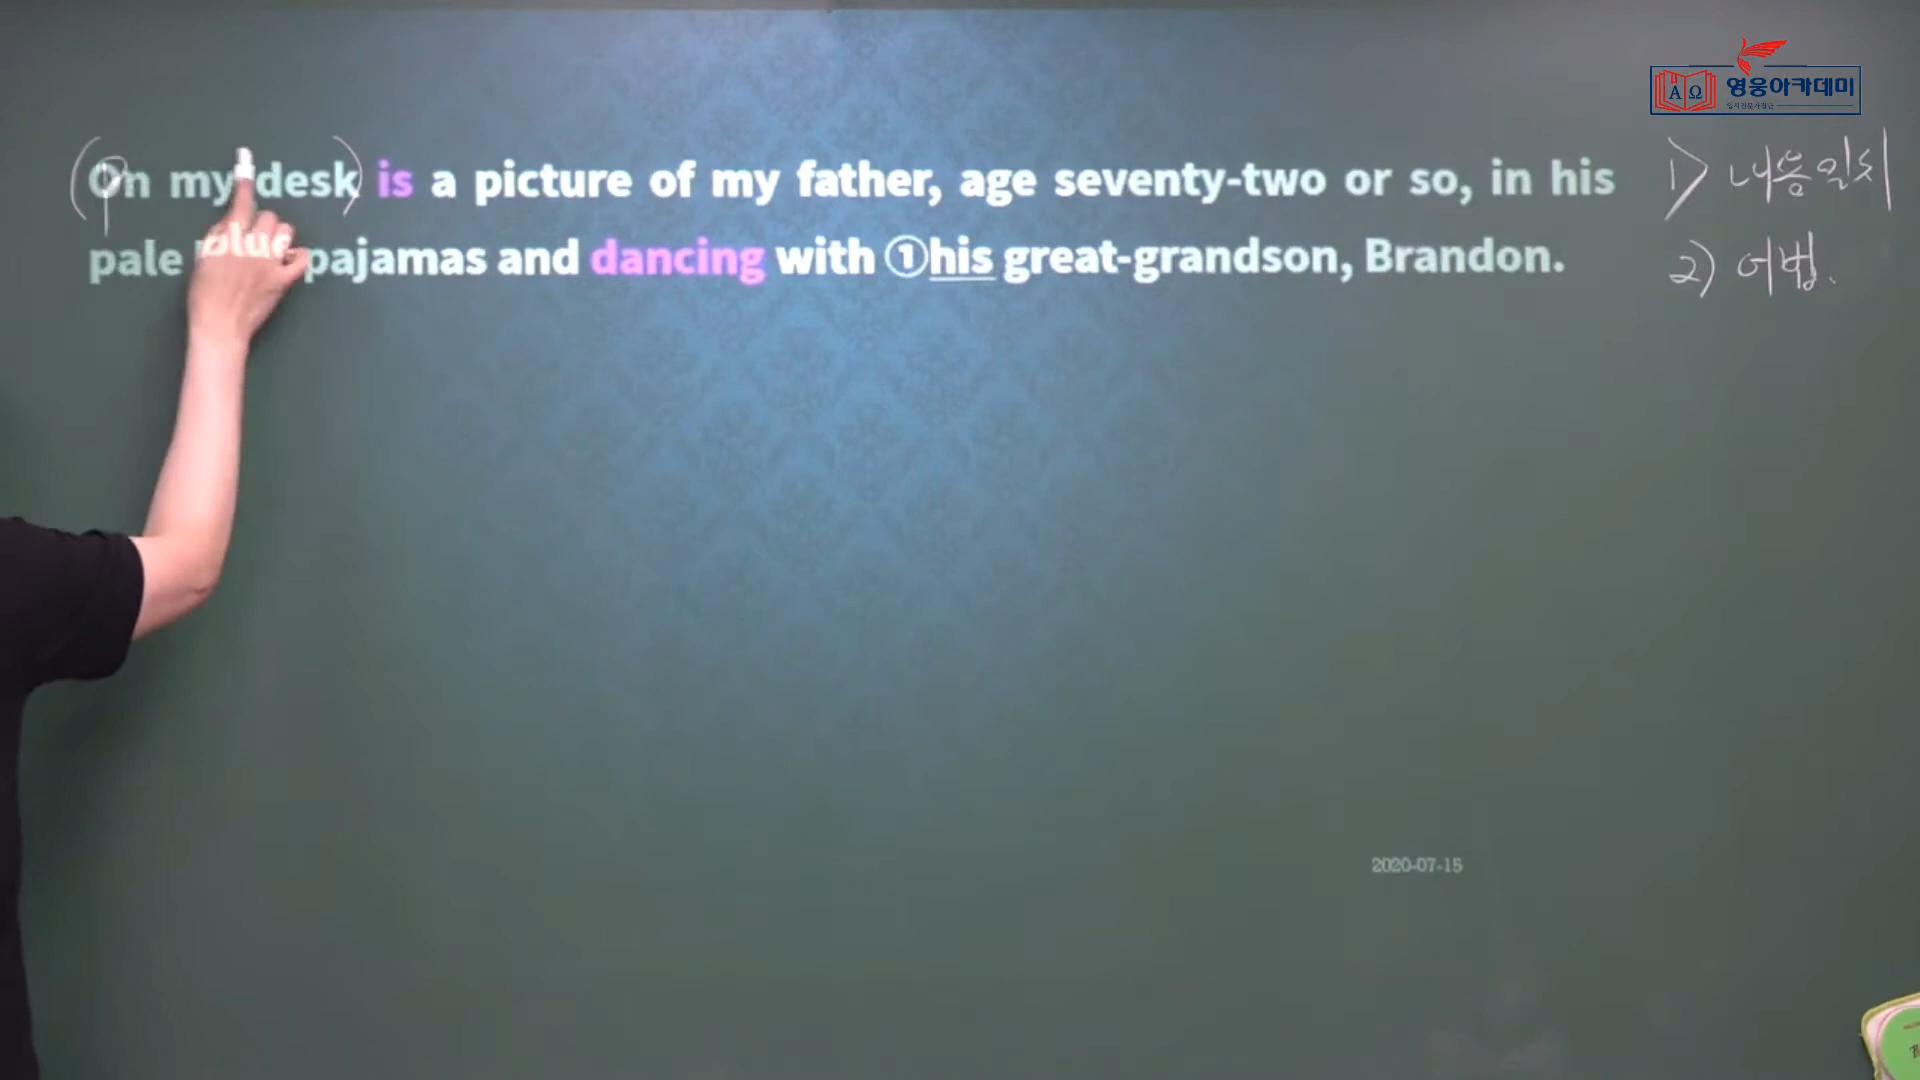 영웅아카데미
On my desk is a picture of my father, age seventy-two or so, in his
pale blue pajamas and dancing with ①his great-grandson, Brandon.
1) 내용일치
2) 어법.
2020-07-15